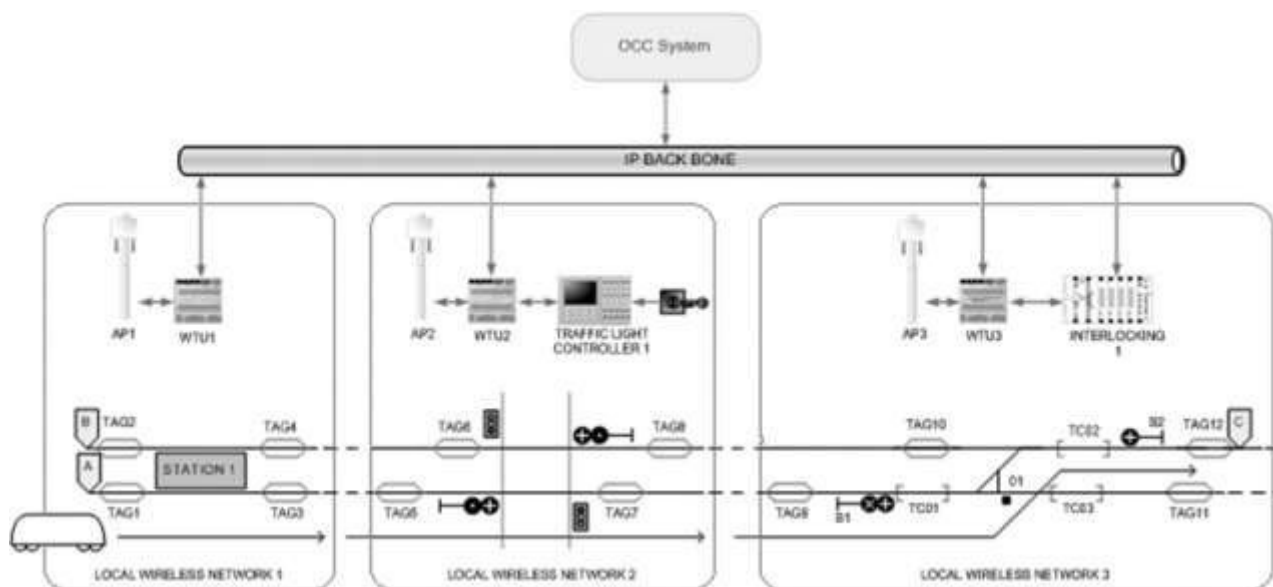 OCC System
IP BACK BONE
AP1
WTU1
AP2
WTU2
TRAFFIC LIGHT
CONTROLLER 1
AP3
WTU3
INTERLOCKING
1
B
TAG2
TAG4
TAG6
TAG8
TAG10
TC02
S2
TAG12
C
A
STATION 1
TAG1
TAG3
TAG5
TAG7
TAG9
S1
TC01
01
TC03
TAG11
LOCAL WIRELESS NETWORK 1
LOCAL WIRELESS NETWORK 2
LOCAL WIRELESS NETWORK 3